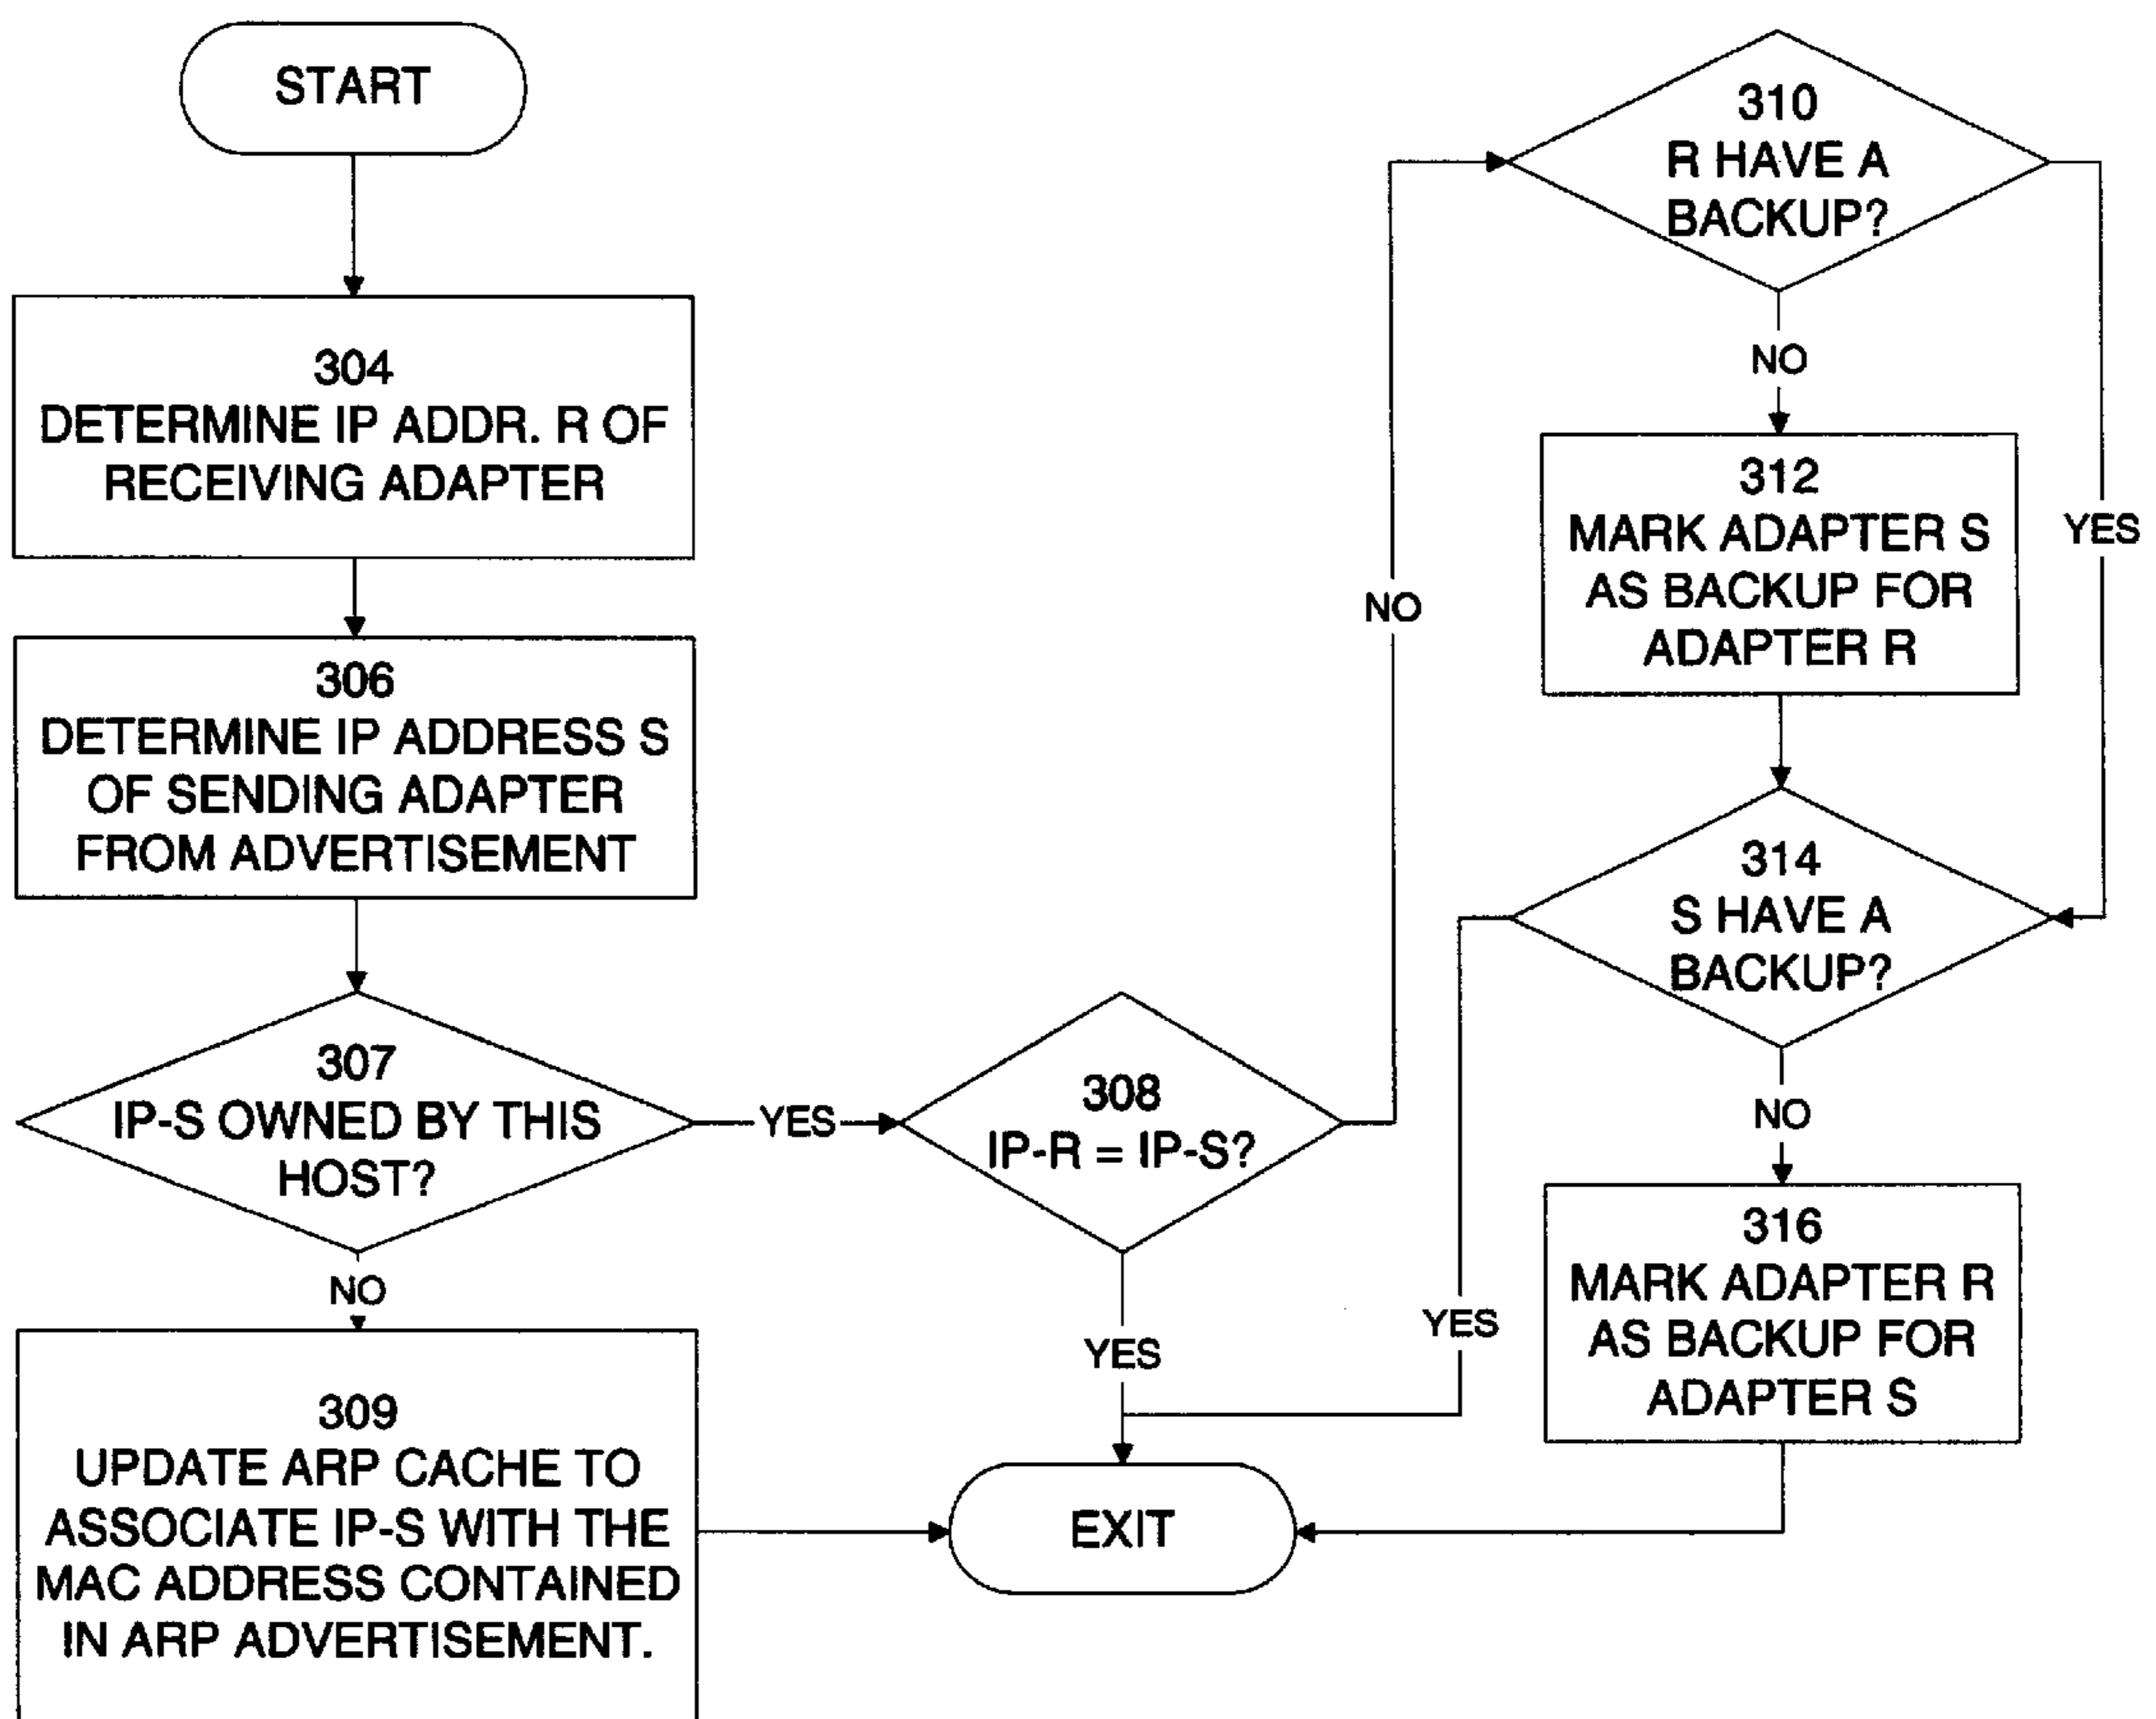 START
304
DETERMINE IP ADDR. R OF
RECEIVING ADAPTER
306
DETERMINE IP ADDRESS S
OF SENDING ADAPTER
FROM ADVERTISEMENT
307
IP-S OWNED BY THIS
HOST?
YES
NO
308
IP-R = IP-S?
NO
YES
309
UPDATE ARP CACHE TO
ASSOCIATE IP-S WITH THE
MAC ADDRESS CONTAINED
IN ARP ADVERTISEMENT.
310
R HAVE A
BACKUP?
NO
YES
312
MARK ADAPTER S
AS BACKUP FOR
ADAPTER R
314
S HAVE A
BACKUP?
YES
NO
316
MARK ADAPTER R
AS BACKUP FOR
ADAPTER S
EXIT